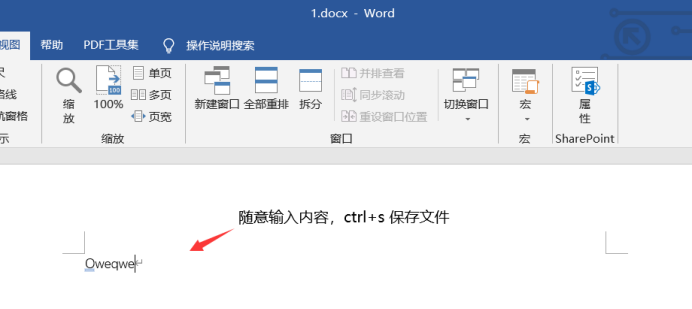 1.docx - Word
视图 帮助 PDF工具集 操作说明搜索
单页
多页
页宽
缩放
100%
新建窗口 全部重排 拆分
并排查看
同步滚动
重设窗口位置
切换窗口
宏
属性
航窗格
缩放 窗口 宏 SharePoint
随意输入内容，ctrl+s 保存文件
Oweqwe